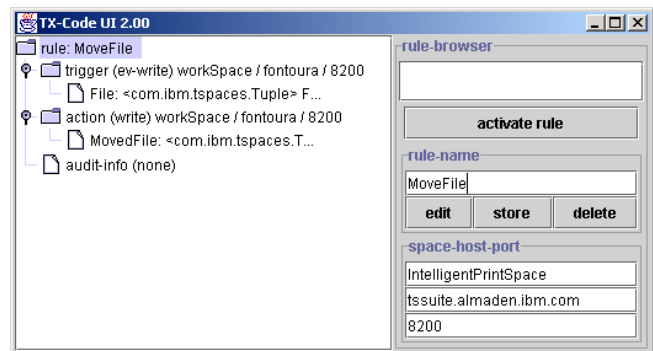 TX-Code UI 2.00
rule: MoveFile
trigger (ev-write) workSpace / fontoura / 8200
File: <com.ibm.tspaces.Tuple> F...
action (write) workSpace / fontoura / 8200
MovedFile: <com.ibm.tspaces.T...
audit-info (none)
rule-browser
activate rule
rule-name
MoveFile
edit store delete
space-host-port
IntelligentPrintSpace
tssuite.almaden.ibm.com
8200